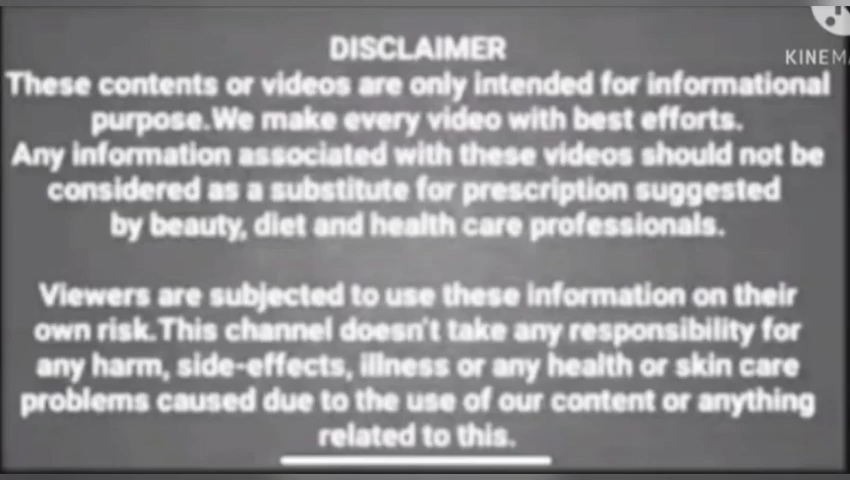 DISCLAIMER
KINEMA
These contents or videos are only intended for informational
purpose.We make every video with best efforts.
Any information associated with these videos should not be
considered as a substitute for prescription suggested
by beauty, diet and health care professionals.
Viewers are subjected to use these information on their
own risk.This channel doesn't take any responsibility for
any harm, side-effects, illness or any health or skin care
problems caused due to the use of our content or anything
related to this.